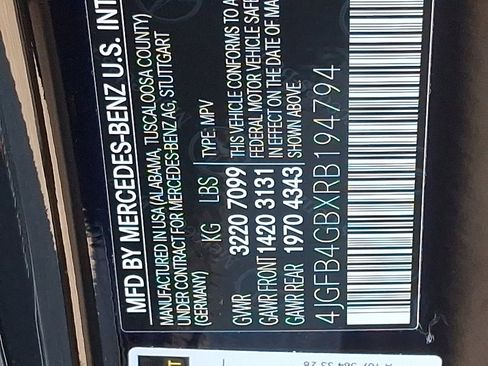 MFD BY MERCEDES-BENZ U.S. INT
MANUFACTURED IN USA (ALABAMA, TUSCALOOSA COUNTY)
UNDER CONTRACT FOR MERCEDES-BENZ AG, STUTTGART
(GERMANY)
KG LBS TYPE: MPV
GVWR 3220 7099 THIS VEHICLE CONFORMS TO A
GAWR FRONT 1420 3131 FEDERAL MOTOR VEHICLE SAFE
GAWR REAR 1970 4343 IN EFFECT ON THE DATE OF MA
SHOWN ABOVE.
4JGFB4GBXRB194794